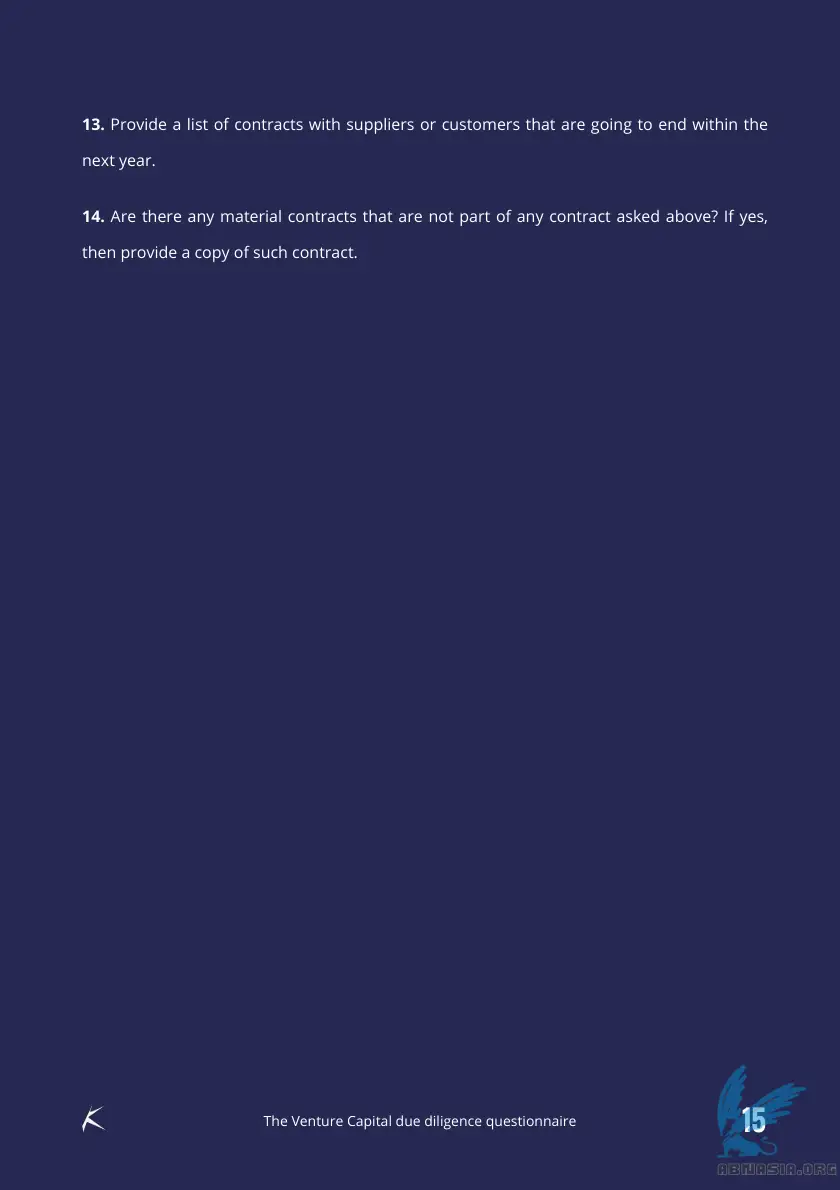 13. Provide a list of contracts with suppliers or customers that are going to end within the
next year.
14. Are there any material contracts that are not part of any contract asked above? If yes,
then provide a copy of such contract.
The Venture Capital due diligence questionnaire
15
ABNASIA.ORG